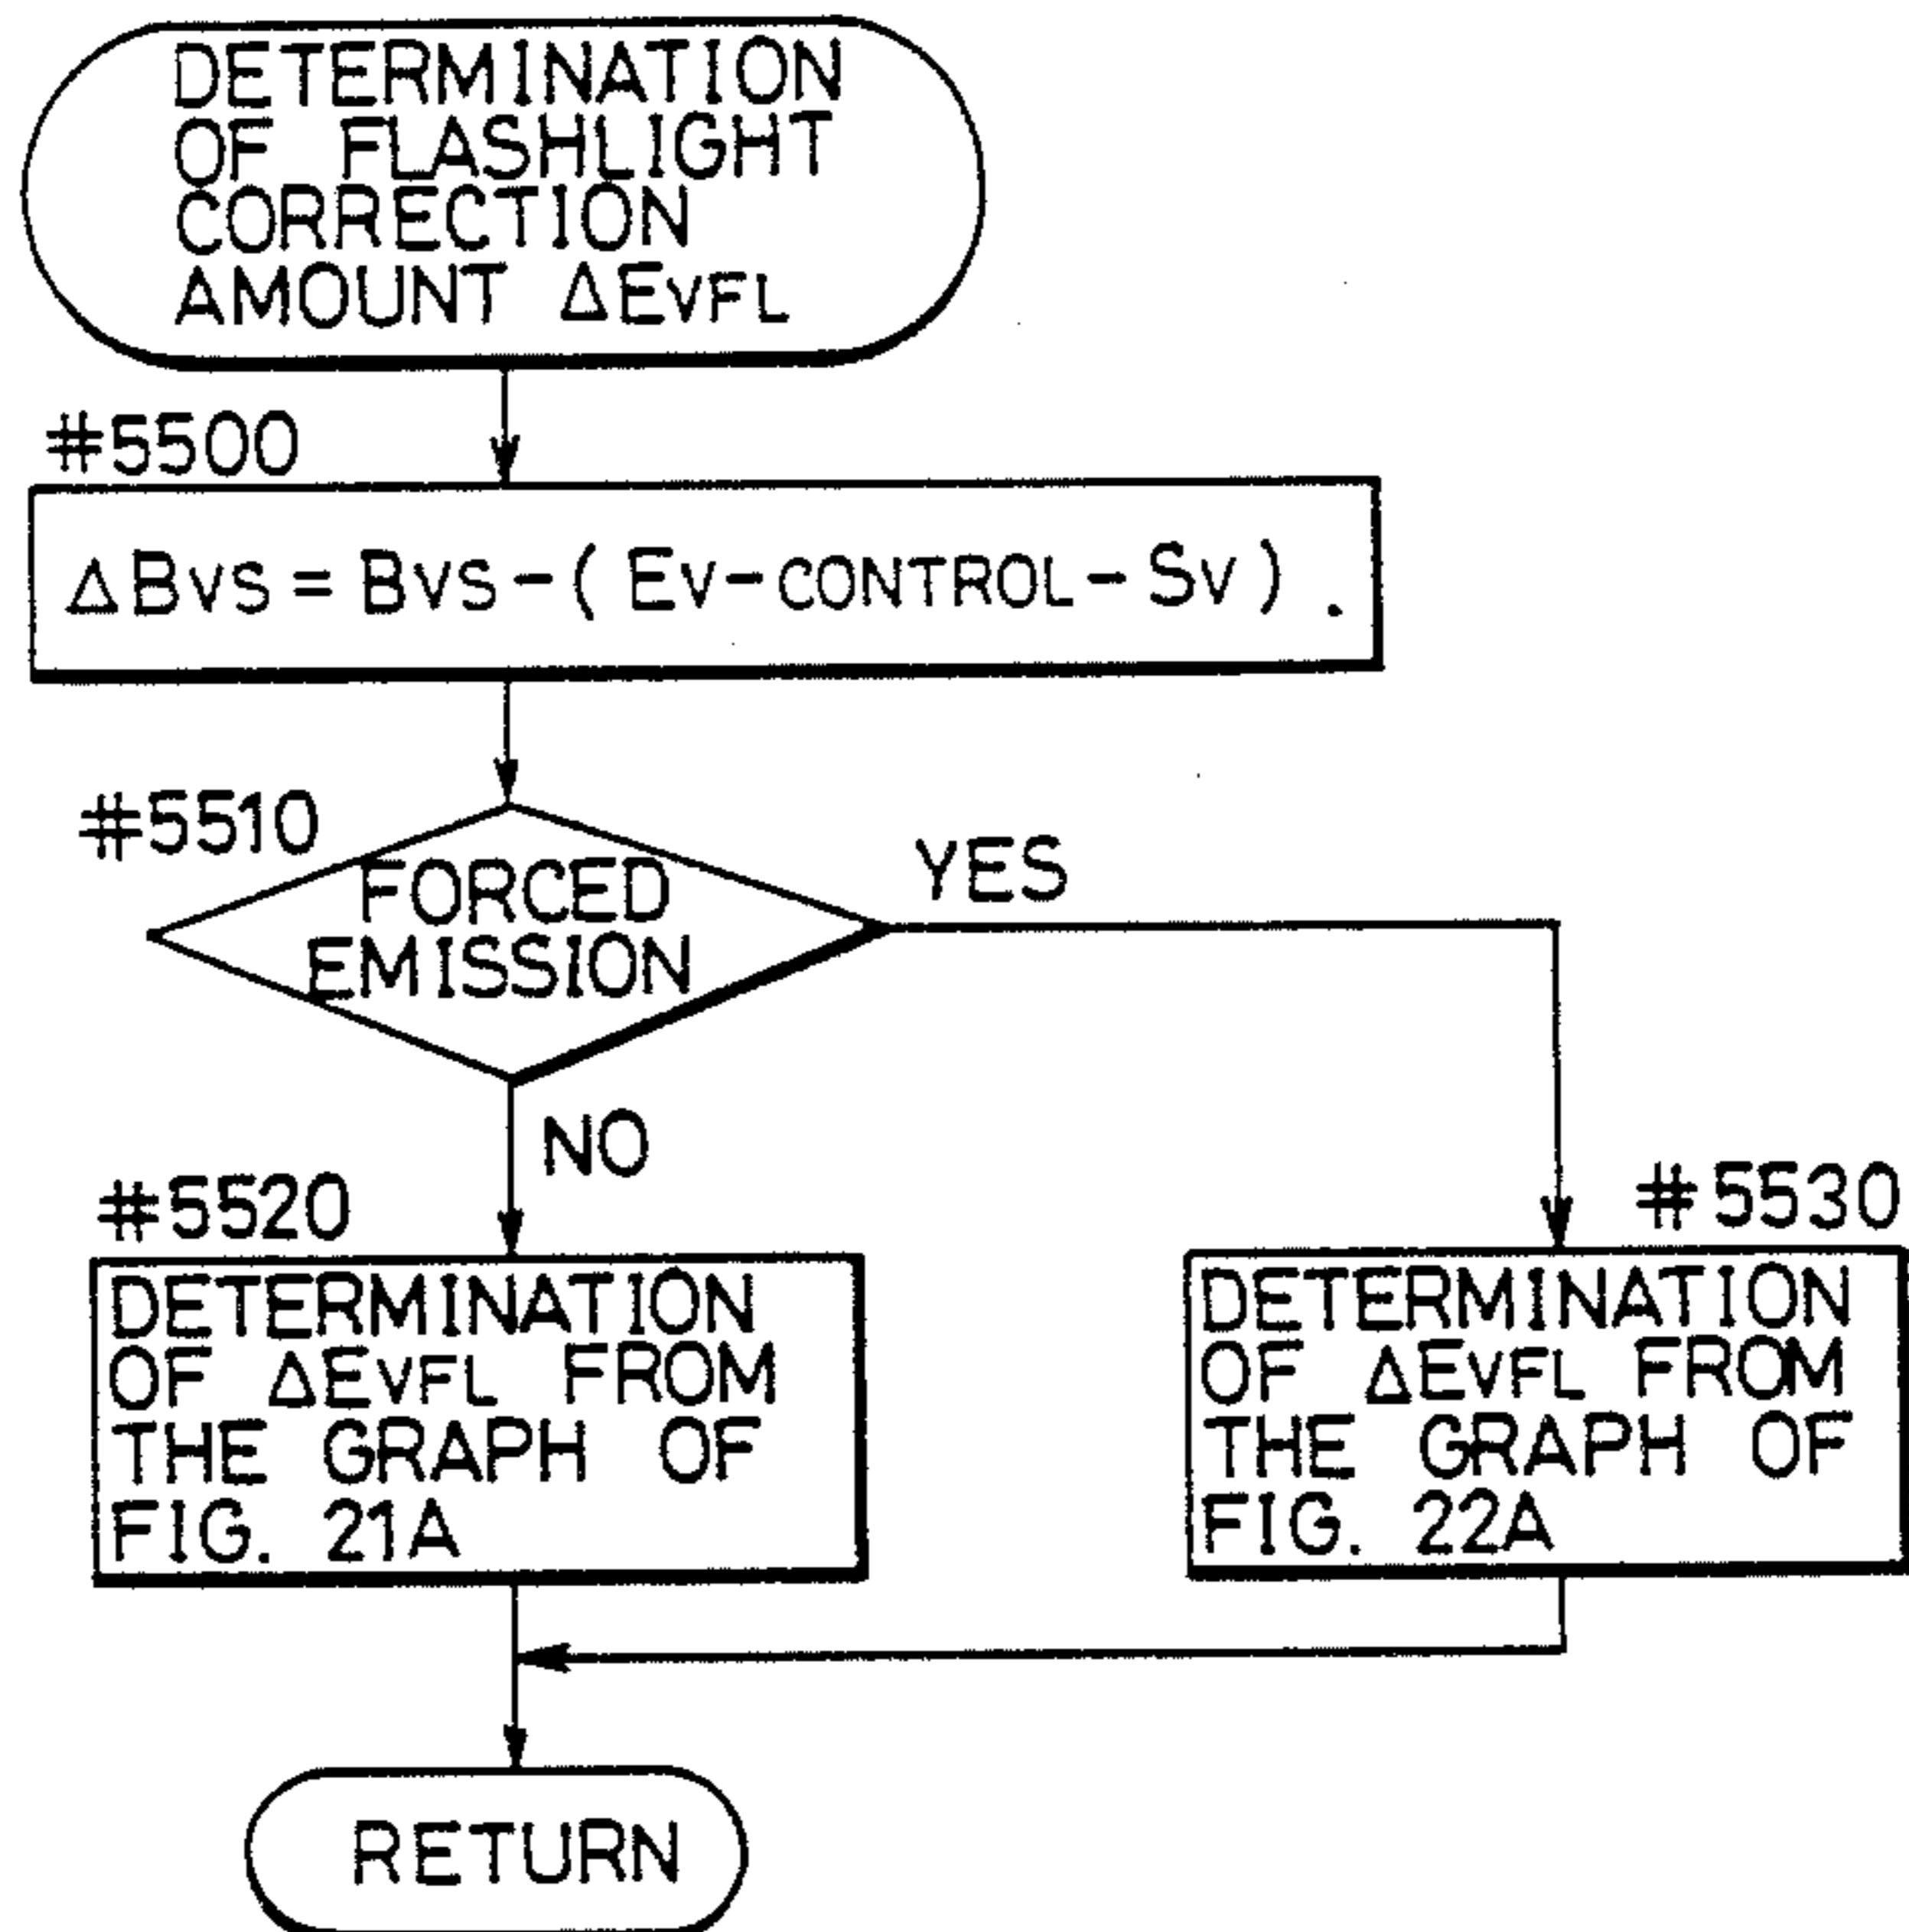 DETERMINATION
OF FLASHLIGHT
CORRECTION
AMOUNT ΔEVFL
#5500
ΔBVS = BVS - ( EV-CONTROL - SV ) .
#5510
FORCED
EMISSION
YES
NO
#5520
DETERMINATION
OF ΔEVFL FROM
THE GRAPH OF
FIG. 21A
#5530
DETERMINATION
OF ΔEVFL FROM
THE GRAPH OF
FIG. 22A
RETURN